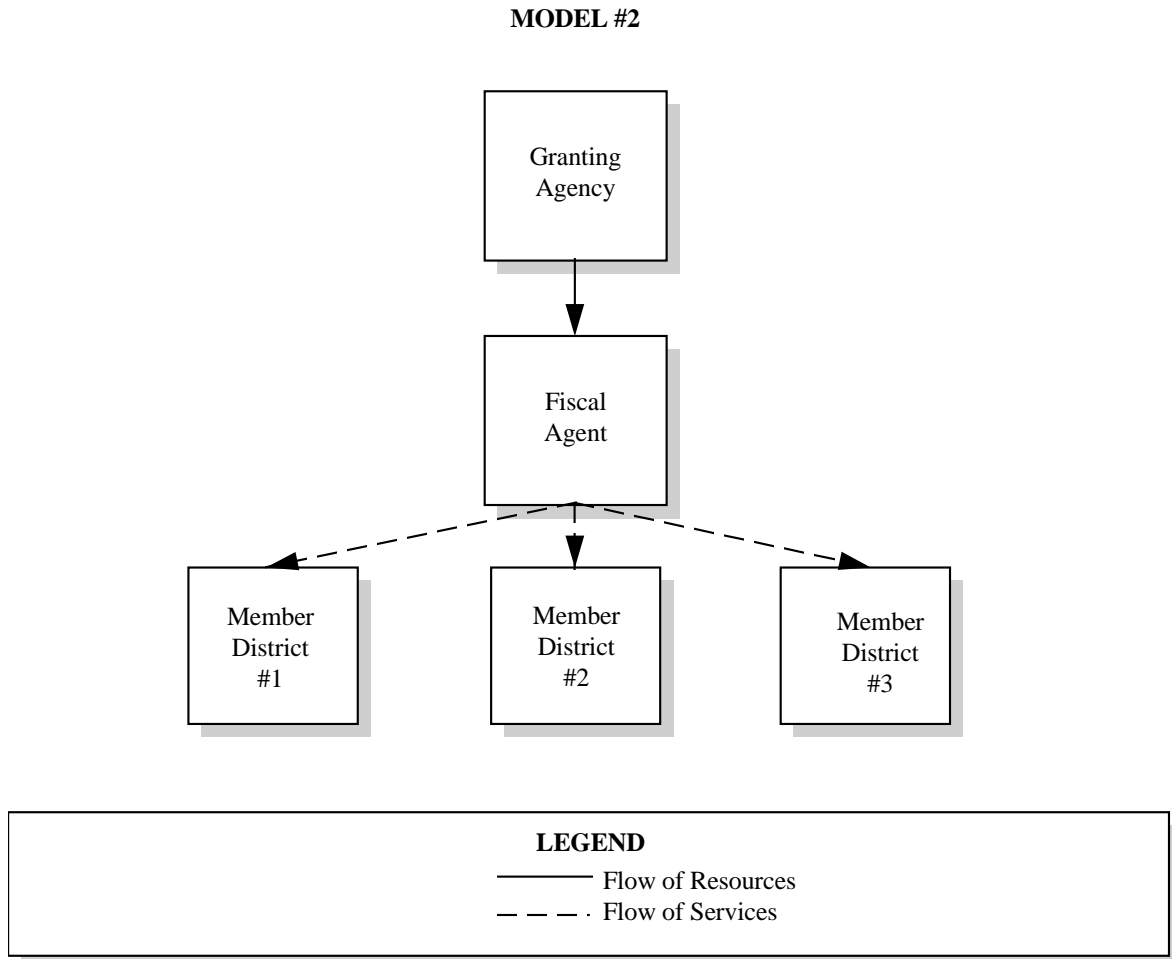 MODEL #2
Granting
Agency
Fiscal
Agent
Member
District
#1
Member
District
#2
Member
District
#3
LEGEND
Flow of Resources
Flow of Services